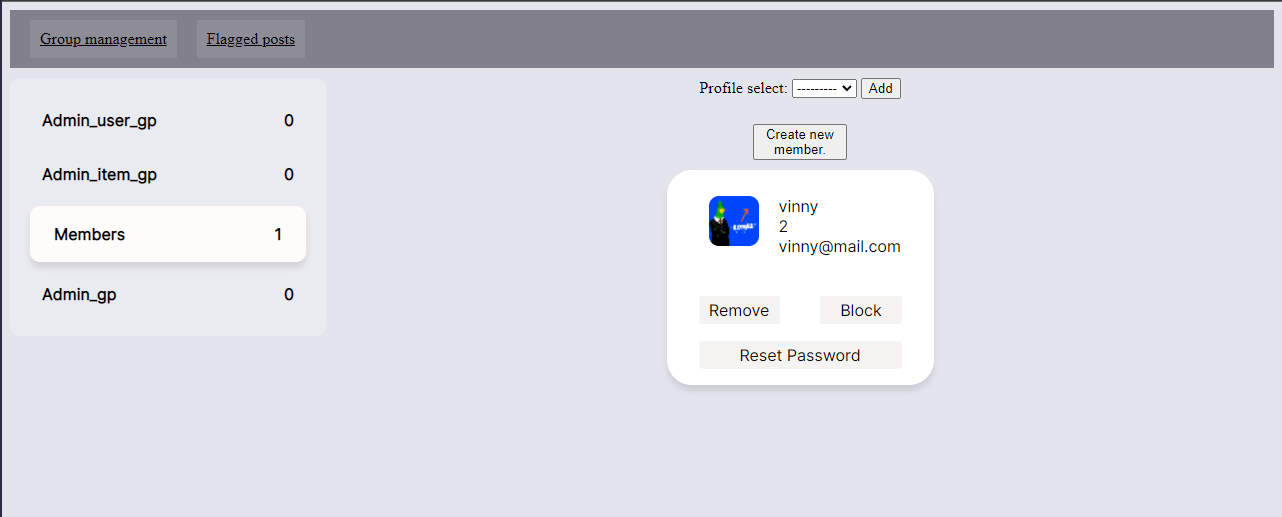 Group management Flagged posts
Admin_user_gp 0
Admin_item_gp 0
Members 1
Admin_gp 0
Profile select: --------- Add
Create new
member.
vinny
2
vinny@mail.com
Remove Block
Reset Password